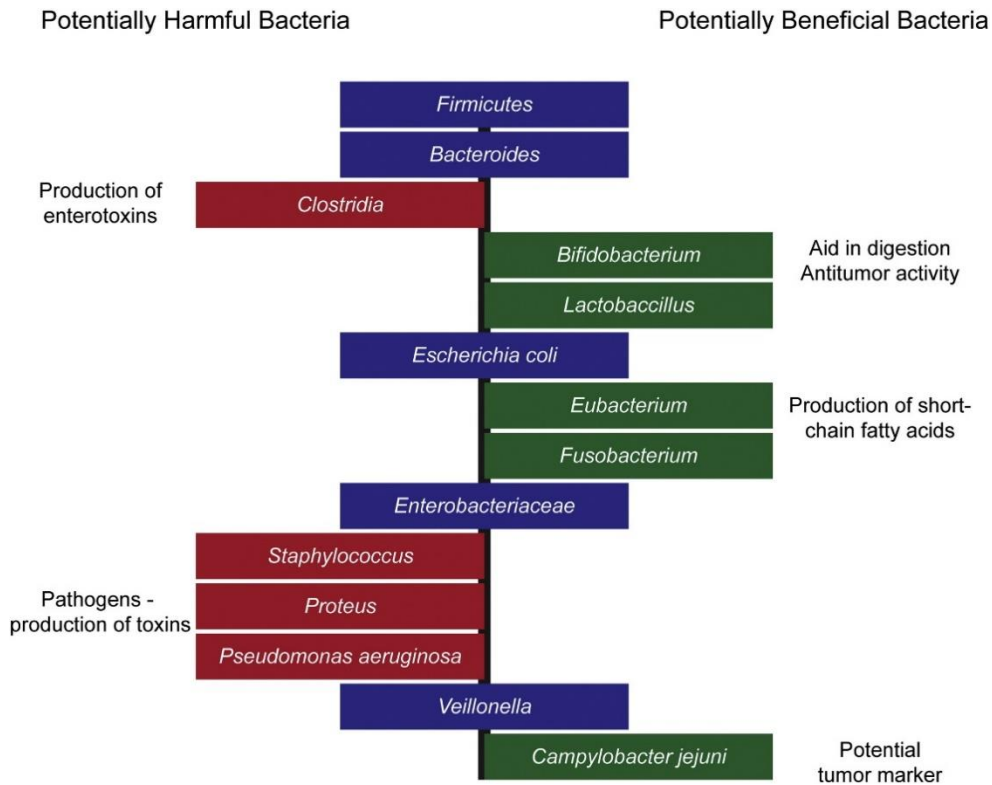 Potentially Harmful Bacteria
Potentially Beneficial Bacteria
Firmicutes
Bacteroides
Production of
enterotoxins
Clostridia
Bifidobacterium
Aid in digestion
Antitumor activity
Lactobaccillus
Escherichia coli
Eubacterium
Production of short-
chain fatty acids
Fusobacterium
Enterobacteriaceae
Staphylococcus
Pathogens -
production of toxins
Proteus
Pseudomonas aeruginosa
Veillonella
Campylobacter jejuni
Potential
tumor marker